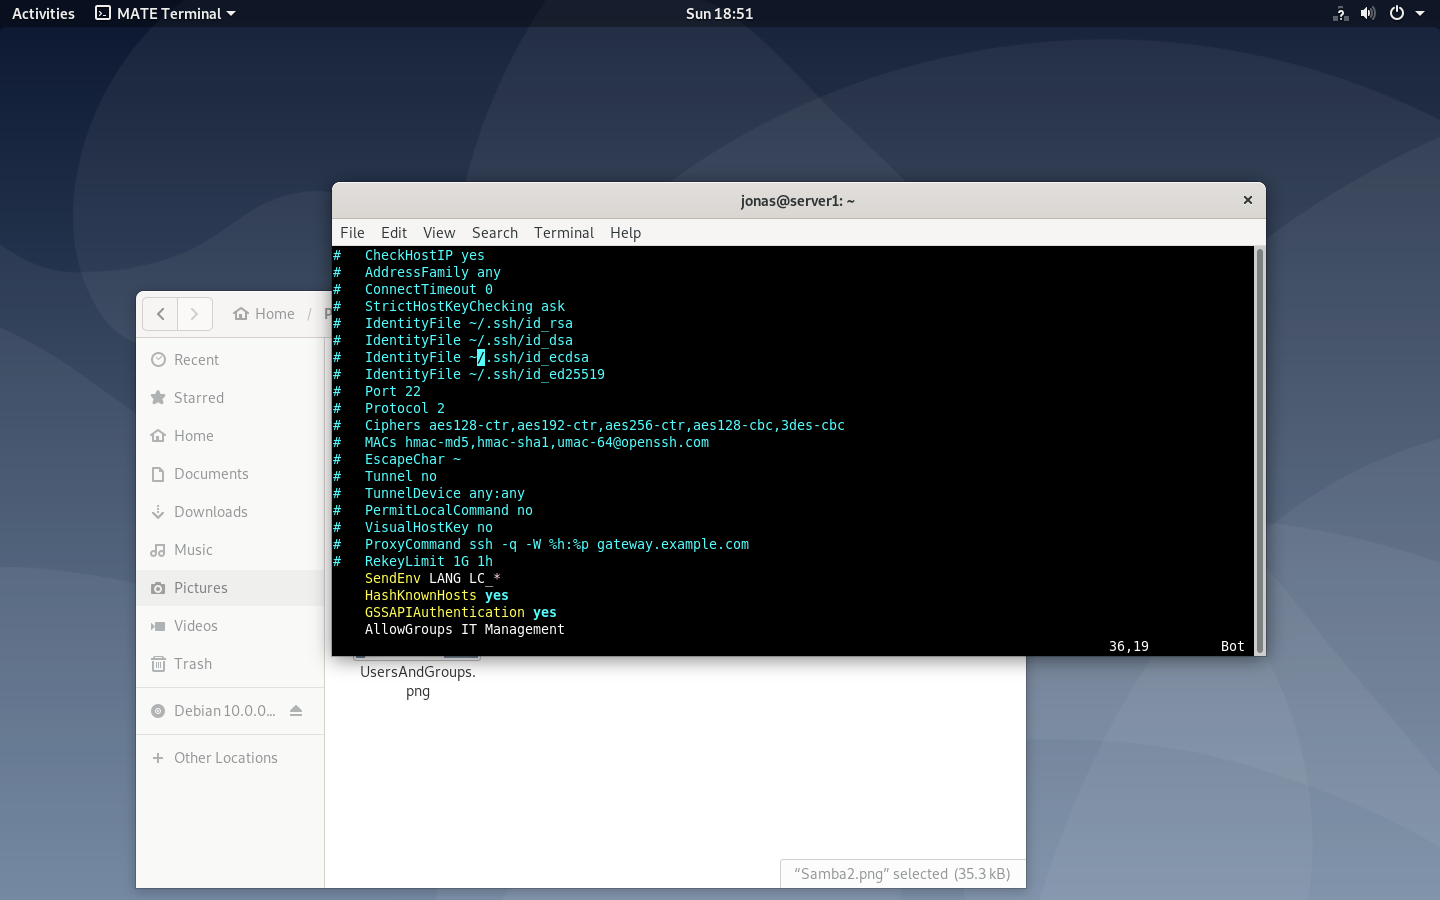 Activities MATE Terminal Sun 18:51
jonas@server1: ~
File Edit View Search Terminal Help
#   CheckHostIP yes
#   AddressFamily any
#   ConnectTimeout 0
#   StrictHostKeyChecking ask
#   IdentityFile ~/.ssh/id_rsa
#   IdentityFile ~/.ssh/id_dsa
#   IdentityFile ~/.ssh/id_ecdsa
#   IdentityFile ~/.ssh/id_ed25519
#   Port 22
#   Protocol 2
#   Ciphers aes128-ctr,aes192-ctr,aes256-ctr,aes128-cbc,3des-cbc
#   MACs hmac-md5,hmac-sha1,umac-64@openssh.com
#   EscapeChar ~
#   Tunnel no
#   TunnelDevice any:any
#   PermitLocalCommand no
#   VisualHostKey no
#   ProxyCommand ssh -q -W %h:%p gateway.example.com
#   RekeyLimit 1G 1h
    SendEnv LANG LC_*
    HashKnownHosts yes
    GSSAPIAuthentication yes
    AllowGroups IT Management
36,19 Bot
Home /
Recent
Starred
Home
Documents
Downloads
Music
Pictures
Videos
Trash
Debian 10.0.0...
Other Locations
UsersAndGroups.
png
“Samba2.png” selected (35.3 kB)